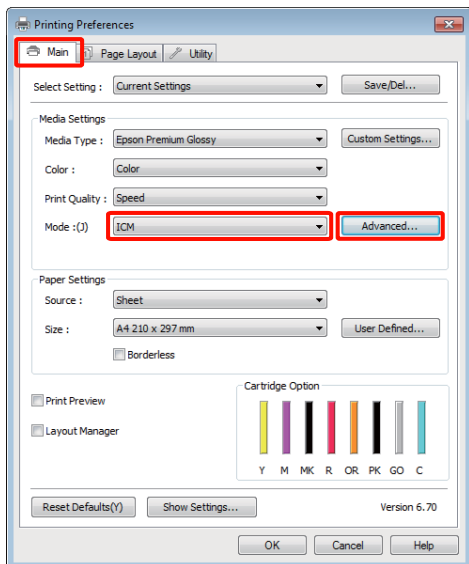 Printing Preferences
Main Page Layout Utility
Select Setting : Current Settings Save/Del...
Media Settings
Media Type : Epson Premium Glossy Custom Settings...
Color : Color
Print Quality : Speed
Mode :(J) ICM Advanced...
Paper Settings
Source : Sheet
Size : A4 210 x 297 mm User Defined...
Borderless
Cartridge Option
Print Preview
Layout Manager
Y M MK R OR PK GO C
Reset Defaults(Y) Show Settings... Version 6.70
OK Cancel Help